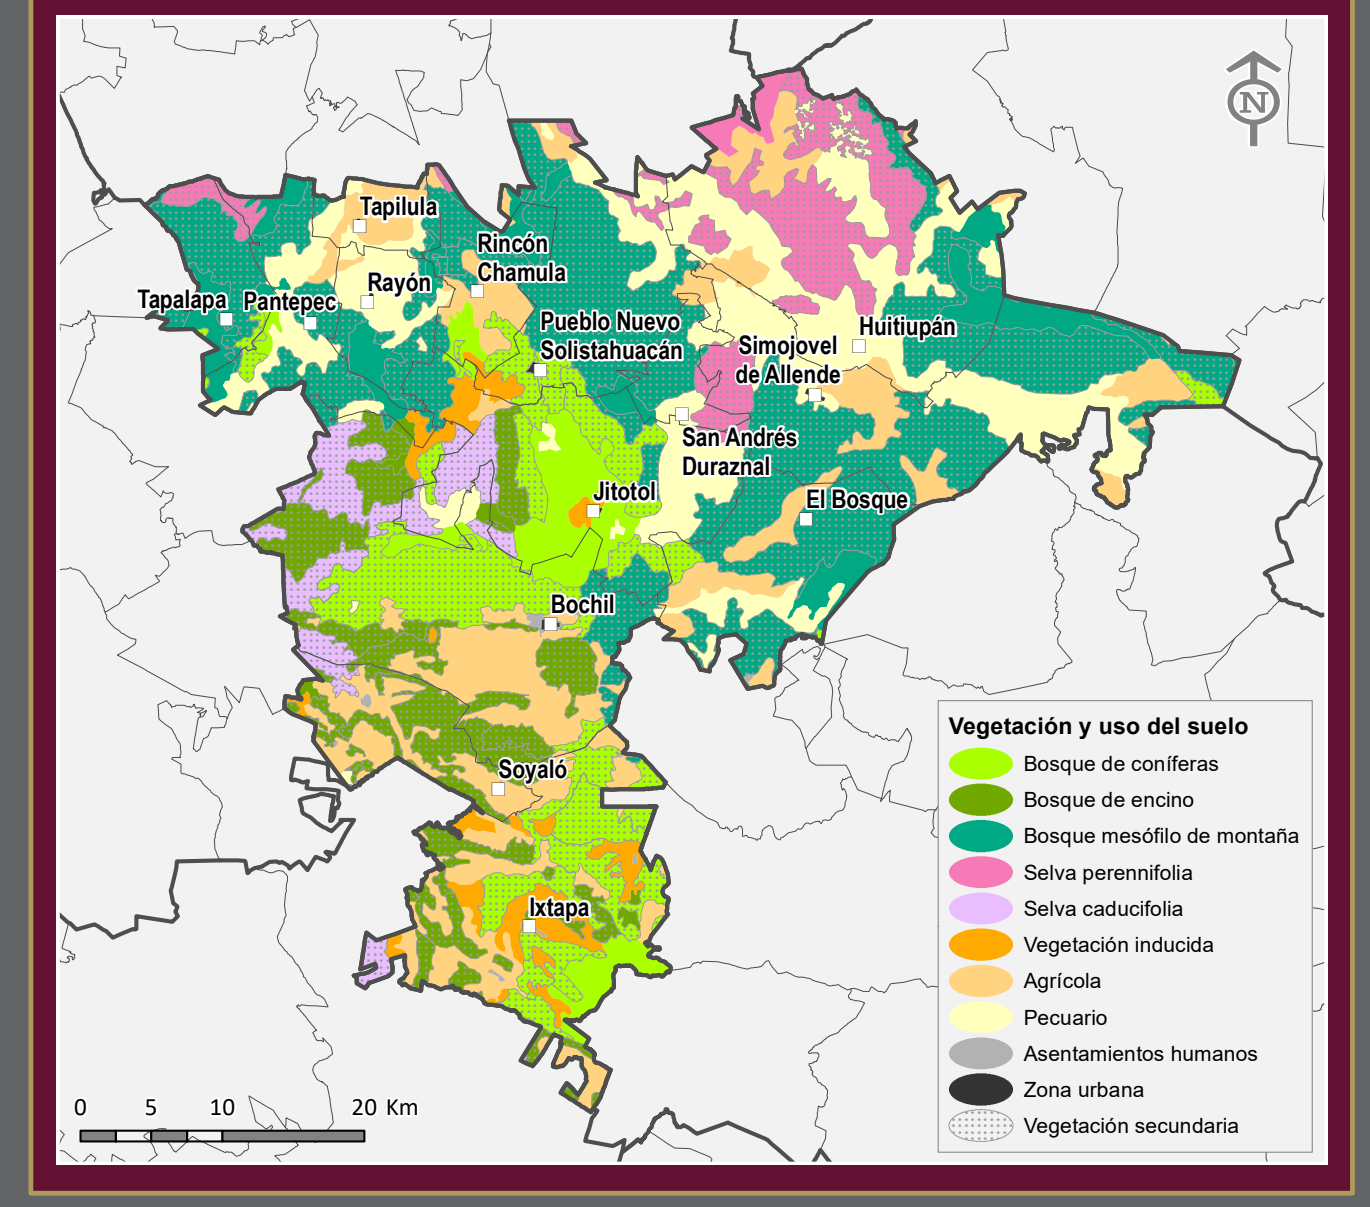 N
Tapilula
Rincón
Chamula
Rayón
Tapalapa
Pantepec
Pueblo Nuevo
Solistahuacán
Huitiupán
Simojovel
de Allende
San Andrés
Duraznal
Jitotol
El Bosque
Bochil
Soyaló
Ixtapa
Vegetación y uso del suelo
Bosque de coníferas
Bosque de encino
Bosque mesófilo de montaña
Selva perennifolia
Selva caducifolia
Vegetación inducida
Agrícola
Pecuario
Asentamientos humanos
Zona urbana
Vegetación secundaria
0 5 10 20 Km